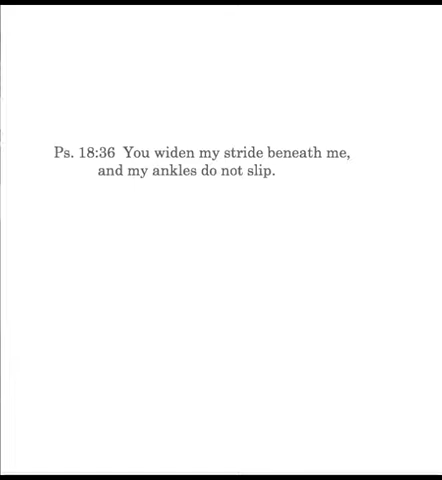 Ps. 18:36 You widen my stride beneath me,
and my ankles do not slip.